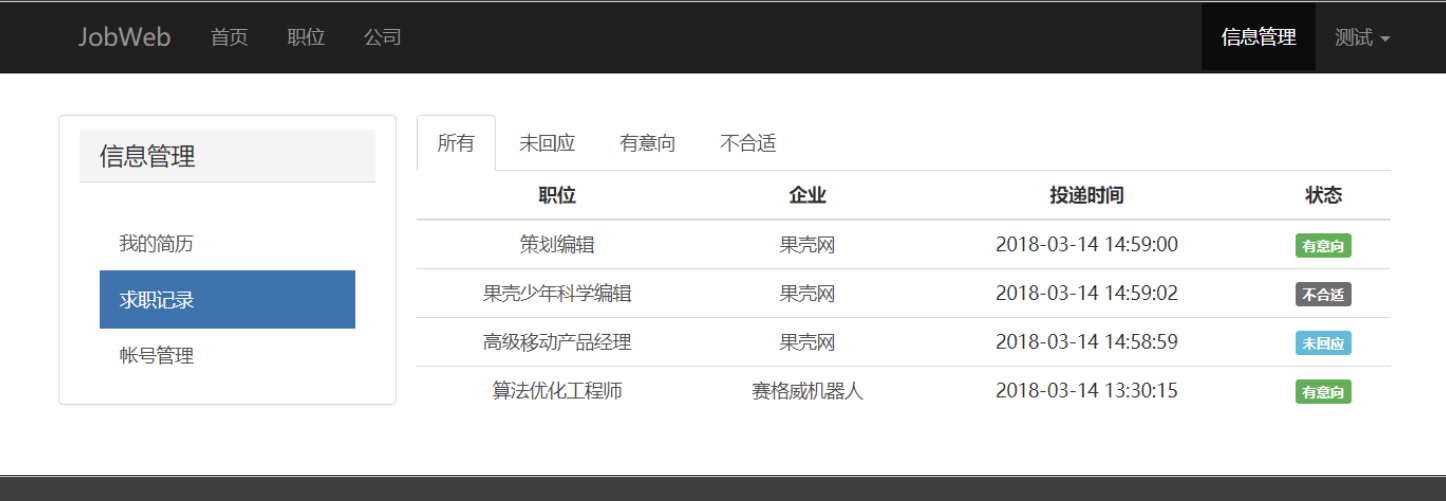 JobWeb 首页 职位 公司 信息管理 测试
信息管理
我的简历
求职记录
帐号管理
所有 未回应 有意向 不合适
职位 企业 投递时间 状态
策划编辑 果壳网 2018-03-14 14:59:00 有意向
果壳少年科学编辑 果壳网 2018-03-14 14:59:02 不合适
高级移动产品经理 果壳网 2018-03-14 14:58:59 未回应
算法优化工程师 赛格威机器人 2018-03-14 13:30:15 有意向